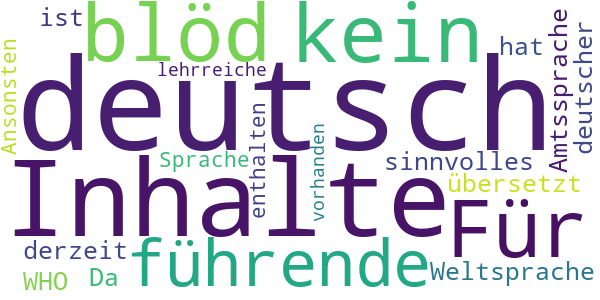 ist
blöd
kein
hat
Amtssprache
deutscher
Ansonsten
lehrreiche
deutsch
enthalten
vorhanden
Sprache
sinnvolles
Inhalte
übersetzt
Für
derzeit
führende
Weltsprache
WHO
Da